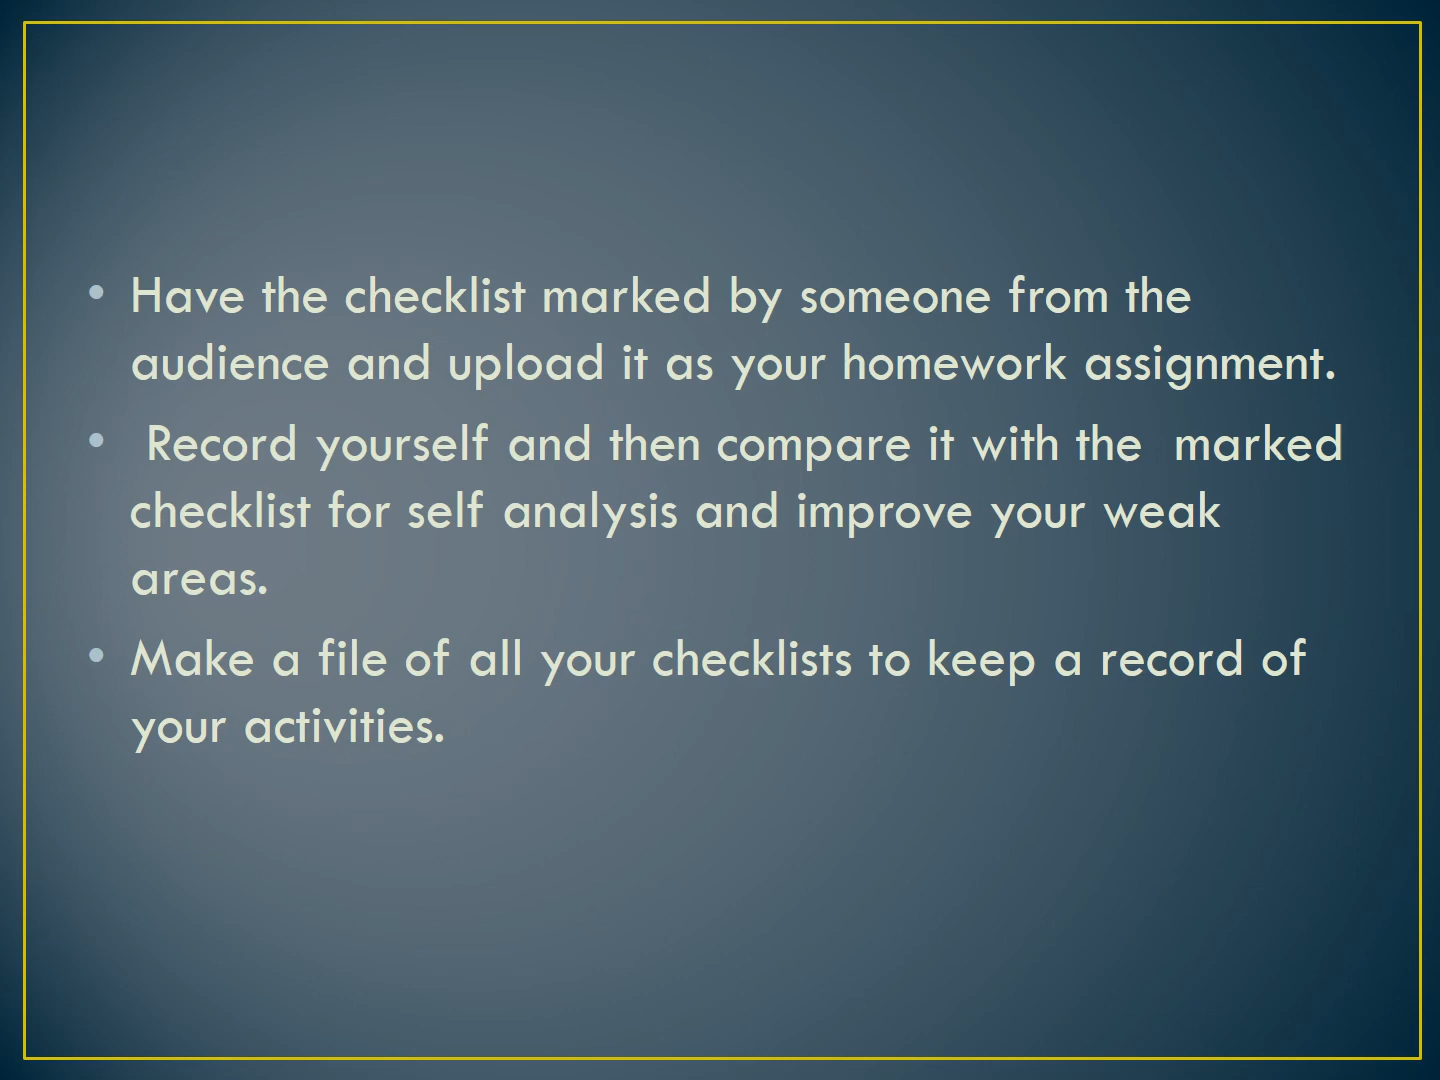 • Have the checklist marked by someone from the
audience and upload it as your homework assignment.
•  Record yourself and then compare it with the  marked
checklist for self analysis and improve your weak
areas.
• Make a file of all your checklists to keep a record of
your activities.